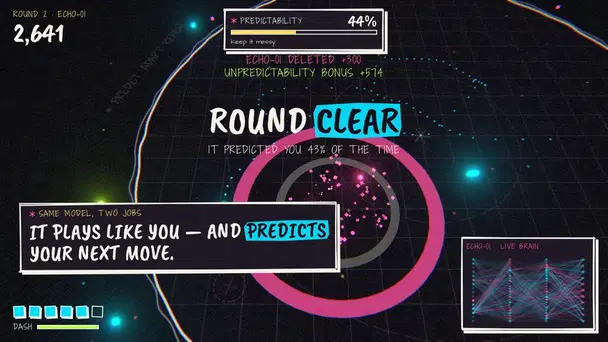 ROUND 2 · ECHO-01
2,641
* PREDICTABILITY 44%
Keep it messy
ECHO-01 DELETED +300
UNPREDICTABILITY BONUS +574
ROUND CLEAR
IT PREDICTED YOU 43% OF THE TIME
* SAME MODEL, TWO JOBS
IT PLAYS LIKE YOU — AND PREDICTS
YOUR NEXT MOVE.
ECHO-01 LIVE BRAIN
DASH